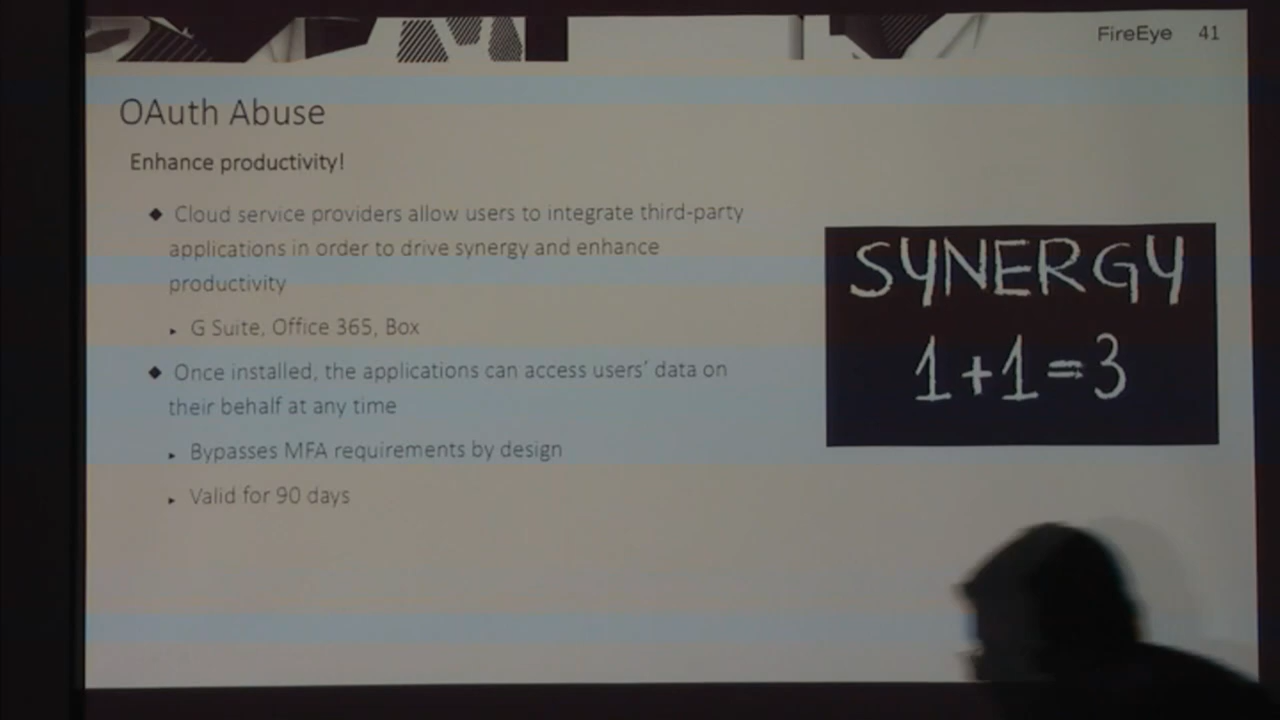 FireEye 41
OAuth Abuse
Enhance productivity!
◆ Cloud service providers allow users to integrate third-party
applications in order to drive synergy and enhance
productivity
▸ G Suite, Office 365, Box
◆ Once installed, the applications can access users' data on
their behalf at any time
▸ Bypasses MFA requirements by design
▸ Valid for 90 days
SYNERGY
1+1=3